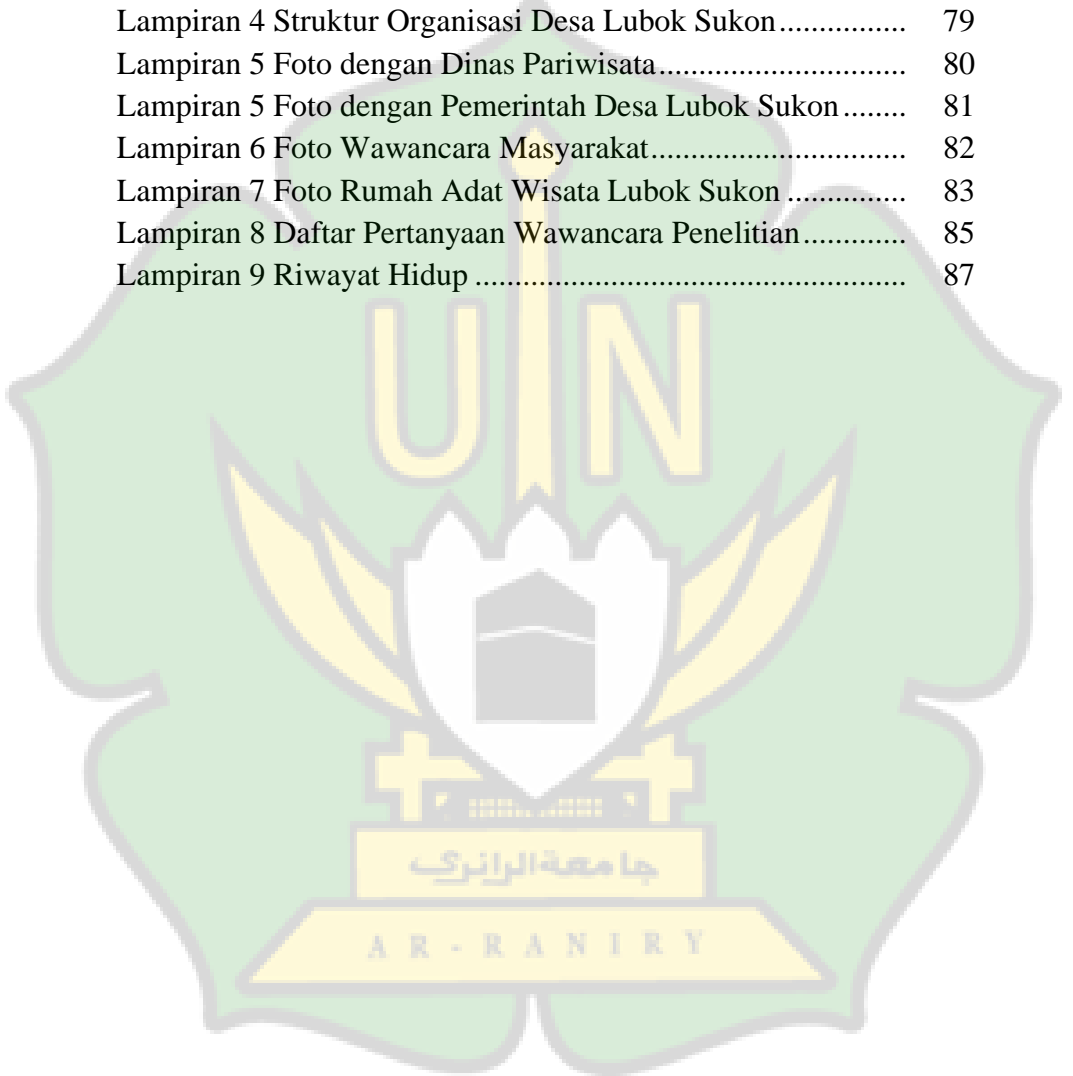 Lampiran 4 Struktur Organisasi Desa Lubok Sukon............... 79
Lampiran 5 Foto dengan Dinas Pariwisata.......................... 80
Lampiran 5 Foto dengan Pemerintah Desa Lubok Sukon........ 81
Lampiran 6 Foto Wawancara Masyarakat........................... 82
Lampiran 7 Foto Rumah Adat Wisata Lubok Sukon .............. 83
Lampiran 8 Daftar Pertanyaan Wawancara Penelitian............. 85
Lampiran 9 Riwayat Hidup .................................................. 87
UIN
جامعة الرانري
AR-RANIRY